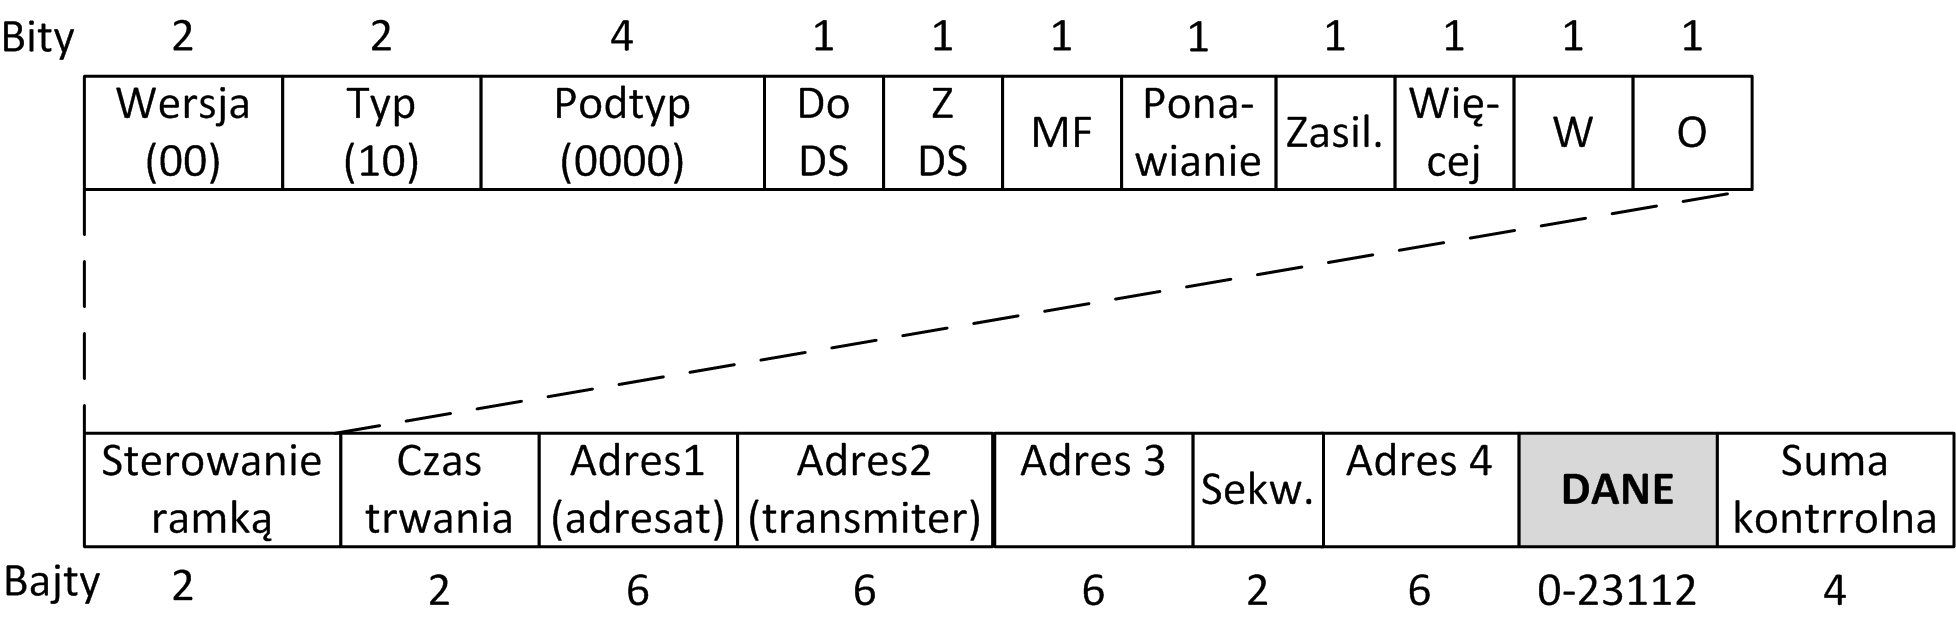 Bity 2 2 4 1 1 1 1 1 1 1 1
Wersja Typ Podtyp Do Z MF Pona- Zasil. Wię- W O
(00) (10) (0000) DS DS wianie cej
Sterowanie Czas Adres1 Adres2 Adres 3 Sekw. Adres 4 DANE Suma
ramką trwania (adresat) (transmiter) kontrrolna
Bajty 2 2 6 6 6 2 6 0-23112 4